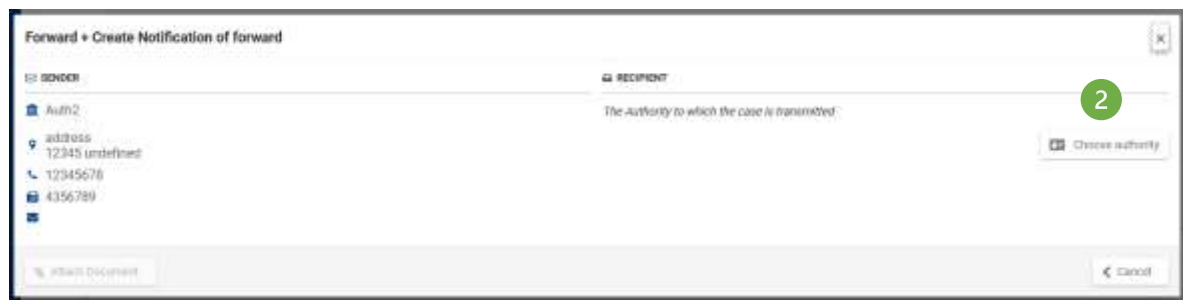 Forward + Create Notification of forward
SENDER
RECIPIENT
Auth2
The Authority to which the case is transmitted
2
address
12345 undefined
Choose authority
12345678
4356789
Attach Document
Cancel